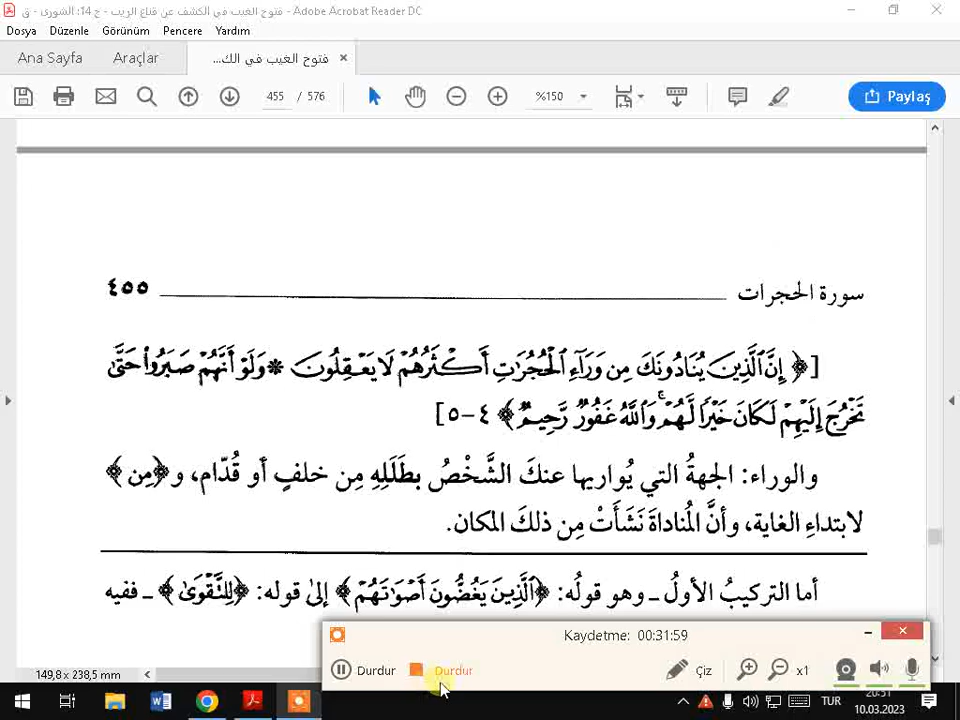 فتوح الغيب في الكشف عن قناع الريب - ج 14: الشورى - ق - Adobe Acrobat Reader DC
Dosya Düzenle Görünüm Pencere Yardım
Ana Sayfa Araçlar فتوح الغيب في الك... ×
455 / 576 %150 Paylaş
سورة الحجرات ٤٥٥
[﴿إِنَّ ٱلَّذِينَ يُنَادُونَكَ مِن وَرَآءِ ٱلْحُجُرَٰتِ أَكْثَرُهُمْ لَا يَعْقِلُونَ * وَلَوْ أَنَّهُمْ صَبَرُوا۟ حَتَّىٰ
تَخْرُجَ إِلَيْهِمْ لَكَانَ خَيْرًا لَّهُمْ ۚ وَٱللَّهُ غَفُورٌ رَّحِيمٌ﴾ ٤-٥]
والوراء: الجهةُ التي يُواريها عنكَ الشَّخْصُ بطَلَلِهِ مِن خلفٍ أو قُدّام، و﴿مِن﴾
لابتداءِ الغاية، وأنَّ المُناداةَ نَشَأَتْ مِن ذلكَ المكان.
أما التركيبُ الأولُ ـ وهو قولُه: ﴿ٱلَّذِينَ يَغُضُّونَ أَصْوَٰتَهُمْ﴾ إلىٰ قوله: ﴿لِلتَّقْوَىٰ﴾ ـ ففيه
Kaydetme: 00:31:59
Durdur Durdur Çiz x1
149,8 x 238,5 mm
TUR 20:51
10.03.2023